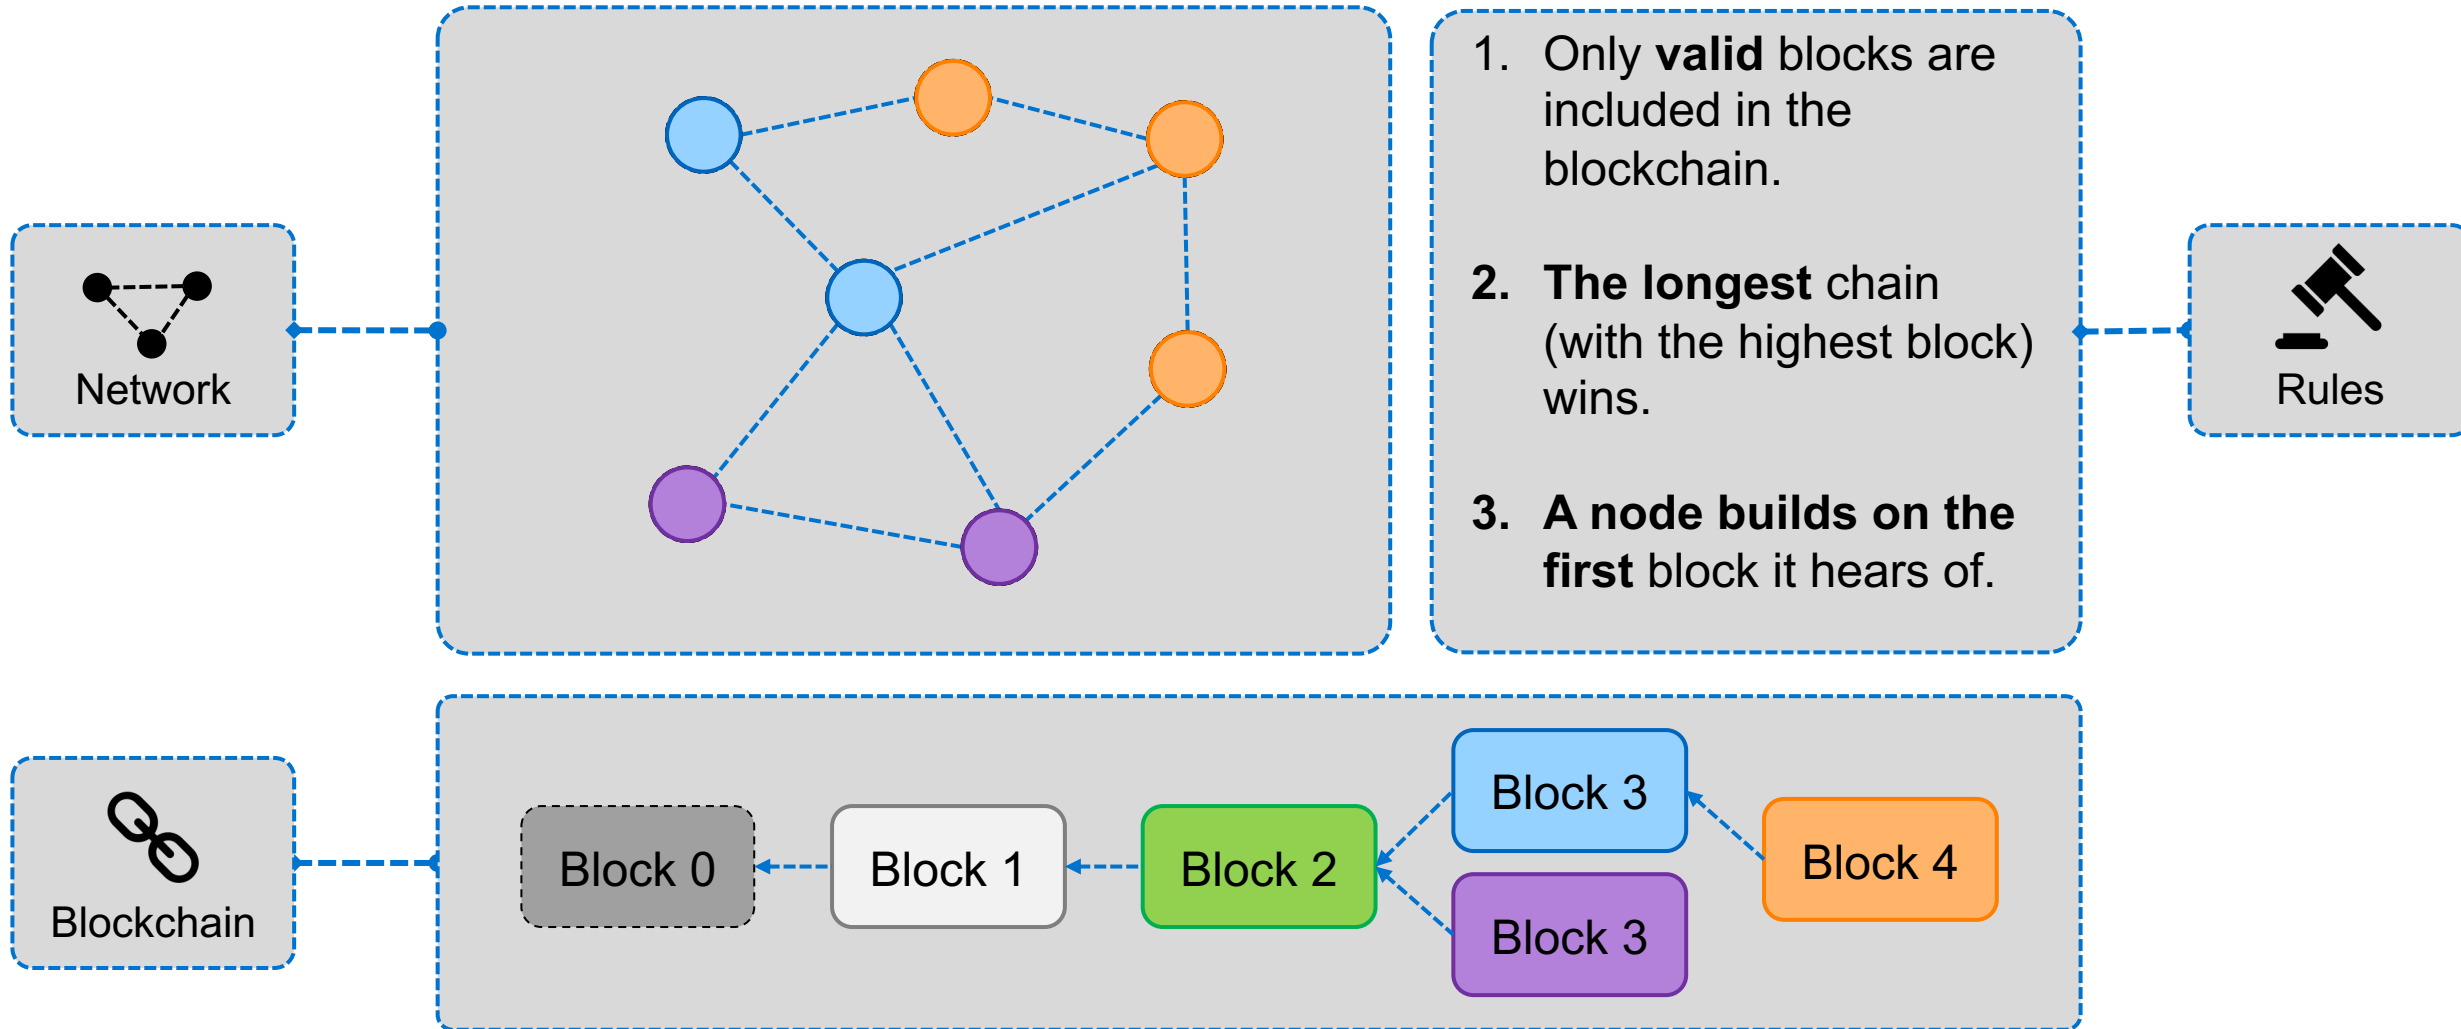 Network
1. Only valid blocks are
included in the
blockchain.
2. The longest chain
(with the highest block)
wins.
3. A node builds on the
first block it hears of.
Rules
Blockchain
Block 0
Block 1
Block 2
Block 3
Block 3
Block 4